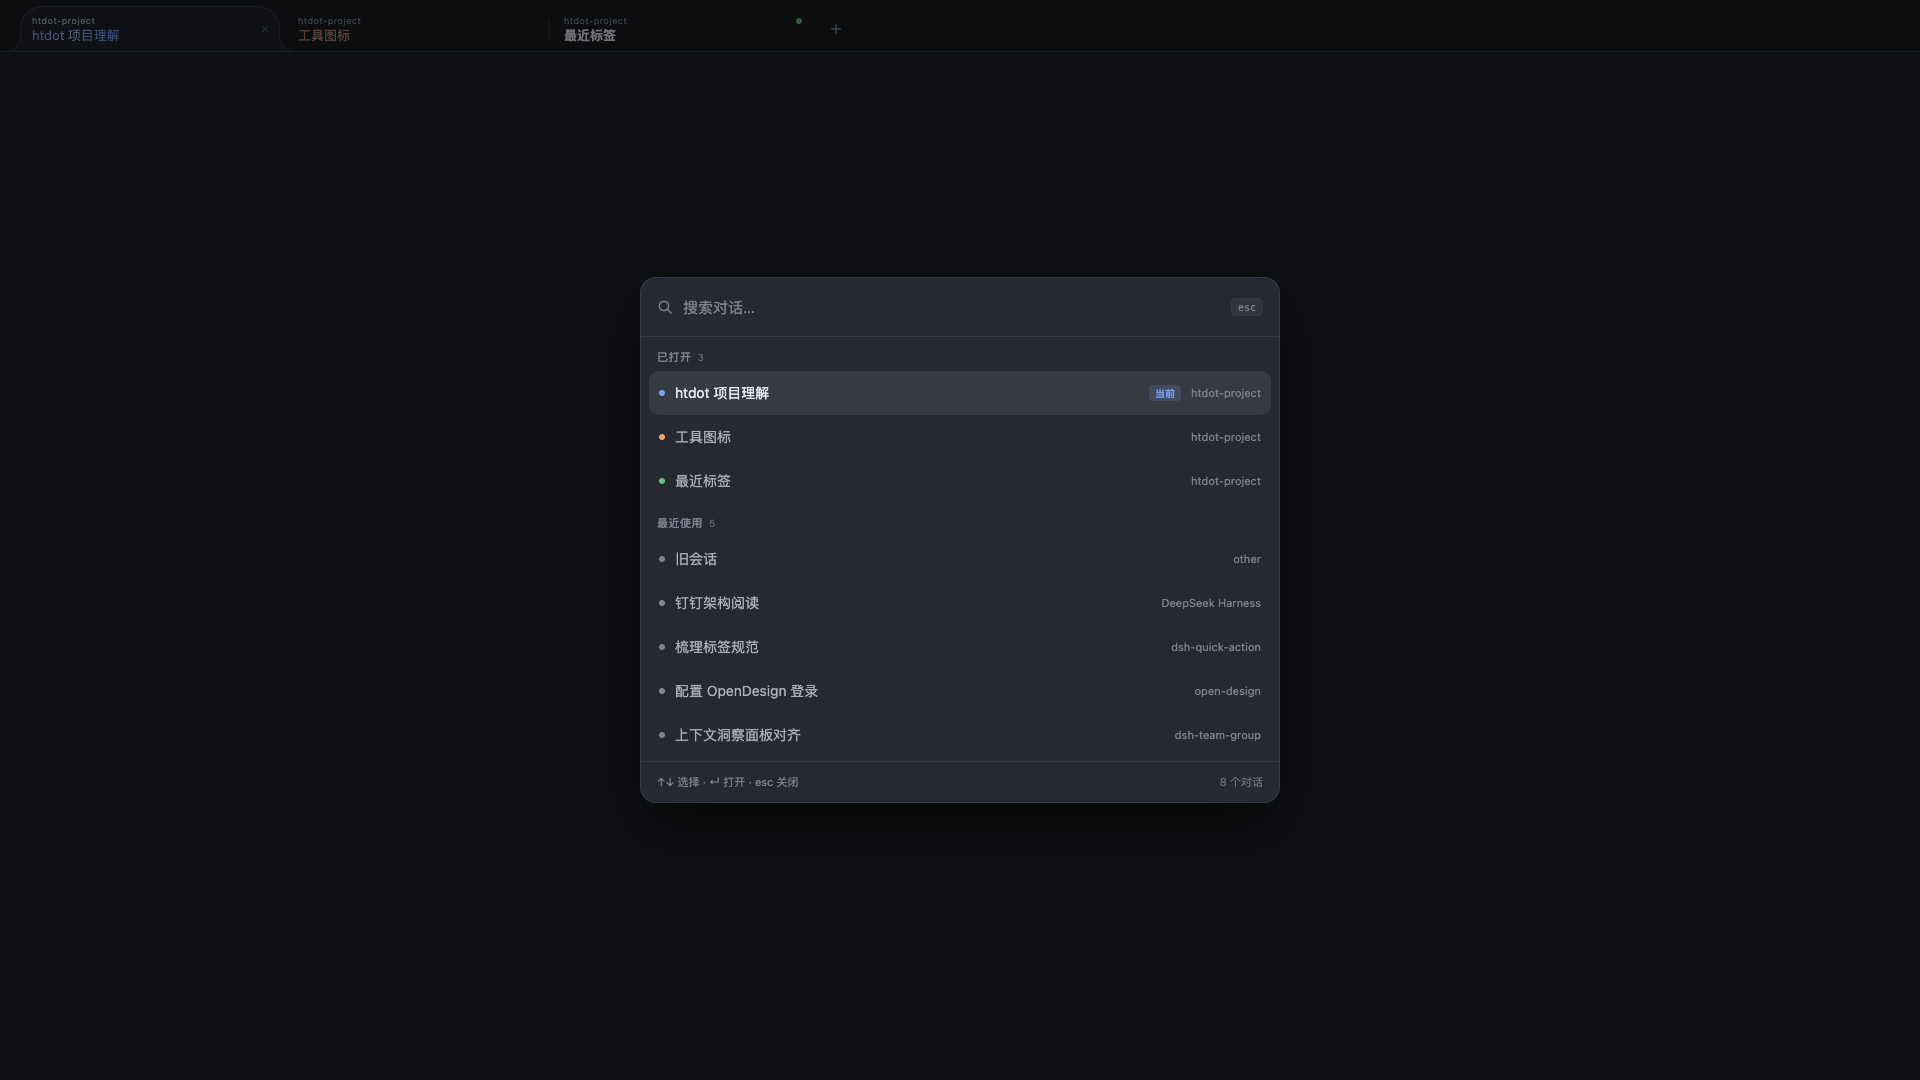 htdot-project
htdot 项目理解
htdot-project
工具图标
htdot-project
最近标签
搜索对话...
esc
已打开 3
htdot 项目理解
当前
htdot-project
工具图标
htdot-project
最近标签
htdot-project
最近使用 5
旧会话
other
钉钉架构阅读
DeepSeek Harness
梳理标签规范
dsh-quick-action
配置 OpenDesign 登录
open-design
上下文洞察面板对齐
dsh-team-group
↑↓ 选择 · ↵ 打开 · esc 关闭
8 个对话